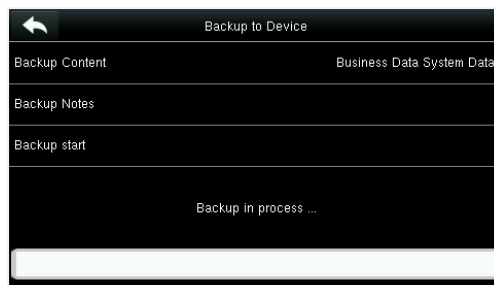 Backup to Device
Backup Content Business Data System Data
Backup Notes
Backup start
Backup in process ...